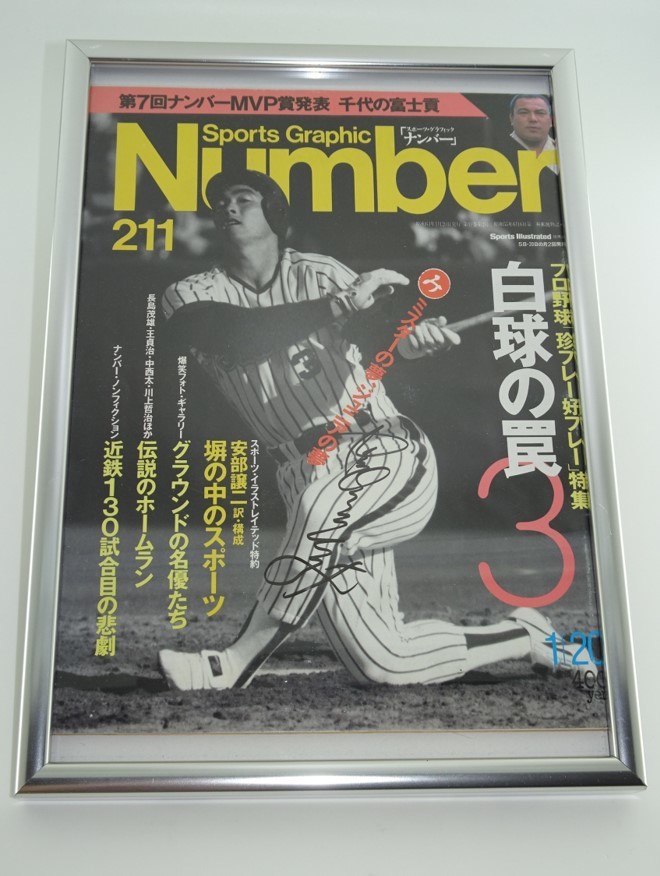 第7回ナンバーMVP賞発表 千代の富士貢
Sports Graphic
「スポーツ・グラフィック
ナンバー」
Number
211
Sports Illustrated
プロ野球「珍プレー好プレー」特集
白球の罠
3
スポーツ・イラストレイテッド特約
安部譲二 訳・構成
塀の中のスポーツ
爆笑フォト・ギャラリー
グラウンドの名優たち
長島茂雄・王貞治・中西太・川上哲治ほか
伝説のホームラン
ナンバー・ノンフィクション
近鉄130試合目の悲劇
1 20